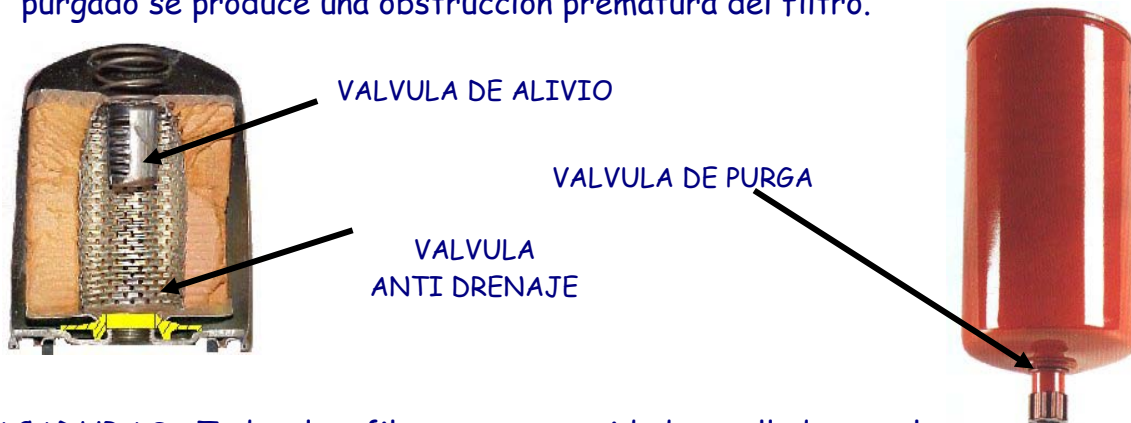 purgado se produce una obstrucción prematura del filtro.
VALVULA DE ALIVIO
VALVULA DE PURGA
VALVULA
ANTI DRENAJE